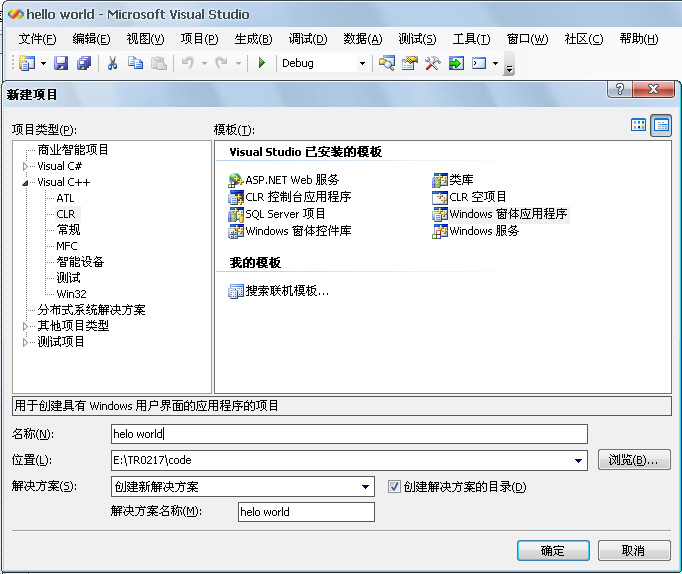 hello world - Microsoft Visual Studio
文件(F) 编辑(E) 视图(V) 项目(P) 生成(B) 调试(D) 数据(A) 测试(S) 工具(T) 窗口(W) 社区(C) 帮助(H)
Debug
新建项目
项目类型(P):
模板(T):
商业智能项目
Visual C#
Visual C++
ATL
CLR
常规
MFC
智能设备
测试
Win32
分布式系统解决方案
其他项目类型
测试项目
Visual Studio 已安装的模板
ASP.NET Web 服务
类库
CLR 控制台应用程序
CLR 空项目
SQL Server 项目
Windows 窗体应用程序
Windows 窗体控件库
Windows 服务
我的模板
搜索联机模板...
用于创建具有 Windows 用户界面的应用程序的项目
名称(N):
helo world
位置(L):
E:\TR0217\code
浏览(B)...
解决方案(S):
创建新解决方案
创建解决方案的目录(D)
解决方案名称(M):
helo world
确定
取消